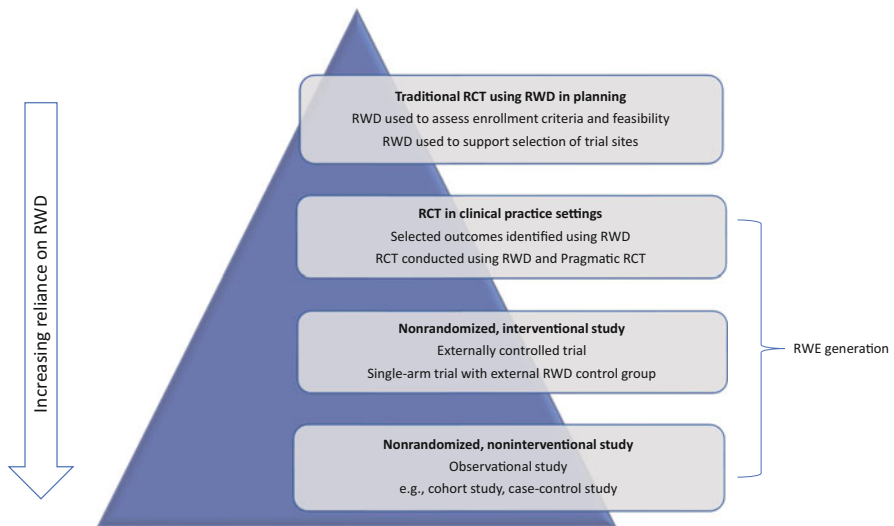 Increasing reliance on RWD
Traditional RCT using RWD in planning
RWD used to assess enrollment criteria and feasibility
RWD used to support selection of trial sites
RCT in clinical practice settings
Selected outcomes identified using RWD
RCT conducted using RWD and Pragmatic RCT
Nonrandomized, interventional study
Externally controlled trial
Single-arm trial with external RWD control group
Nonrandomized, noninterventional study
Observational study
e.g., cohort study, case-control study
RWE generation